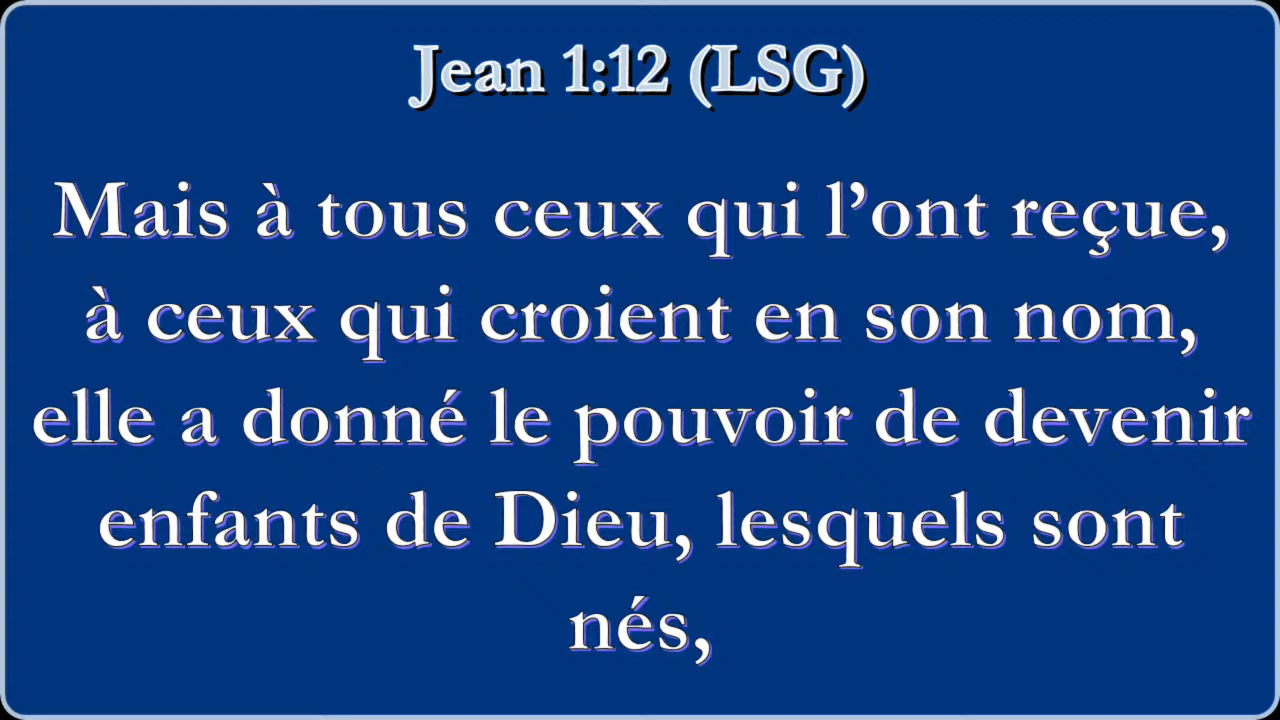 Jean 1:12 (LSG)
Mais à tous ceux qui l’ont reçue,
à ceux qui croient en son nom,
elle a donné le pouvoir de devenir
enfants de Dieu, lesquels sont
nés,